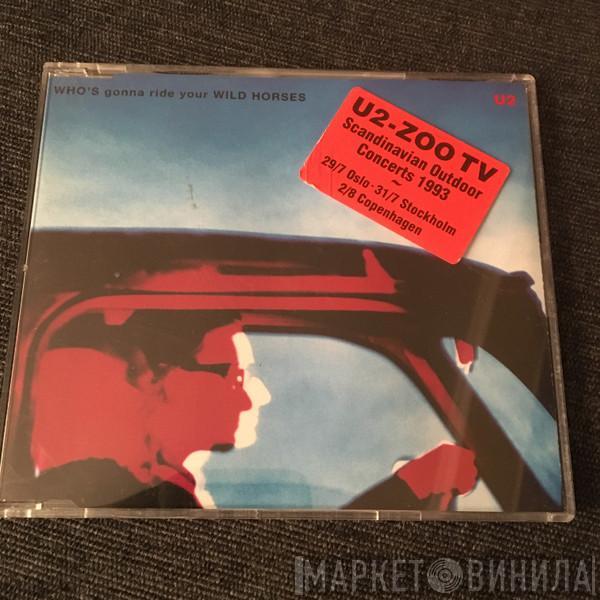 WHO'S gonna ride your WILD HORSES
U2
U2-ZOO TV
Scandinavian Outdoor
Concerts 1993
~
29/7 Oslo · 31/7 Stockholm
2/8 Copenhagen
МАРКЕТ ВИНИЛА